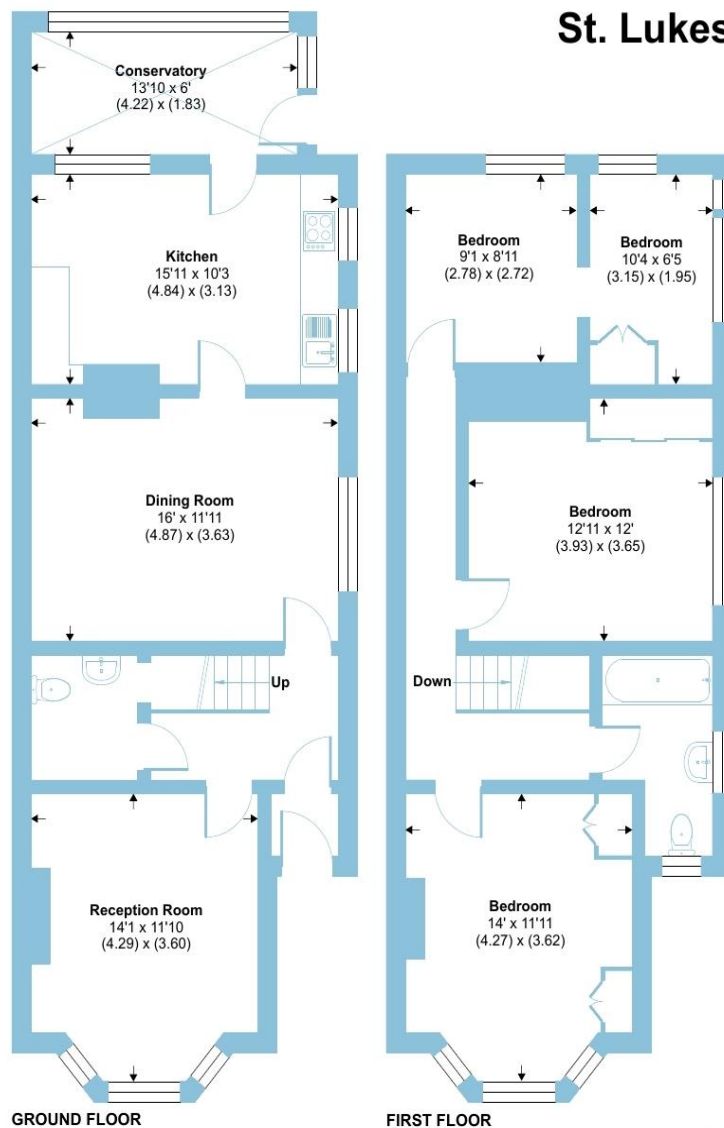 St. Lukes
Conservatory
13'10 x 6'
(4.22) x (1.83)
Kitchen
15'11 x 10'3
(4.84) x (3.13)
Dining Room
16' x 11'11
(4.87) x (3.63)
Up
Reception Room
14'1 x 11'10
(4.29) x (3.60)
GROUND FLOOR
Bedroom
9'1 x 8'11
(2.78) x (2.72)
Bedroom
10'4 x 6'5
(3.15) x (1.95)
Bedroom
12'11 x 12'
(3.93) x (3.65)
Down
Bedroom
14' x 11'11
(4.27) x (3.62)
FIRST FLOOR